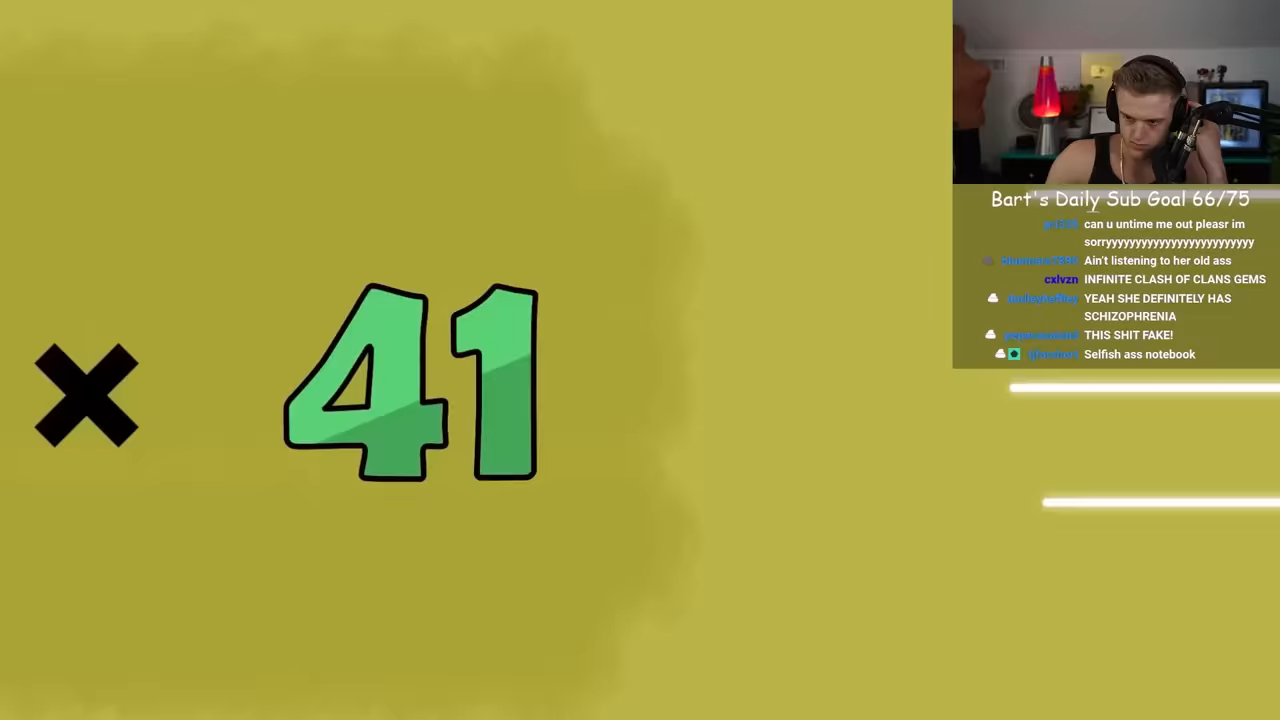 × 41
Bart's Daily Sub Goal 66/75
can u untime me out pleasr im
sorryyyyyyyyyyyyyyyyyyyyyyyyy
Ain't listening to her old ass
cxlvzn INFINITE CLASH OF CLANS GEMS
YEAH SHE DEFINITELY HAS
SCHIZOPHRENIA
THIS SHIT FAKE!
Selfish ass notebook